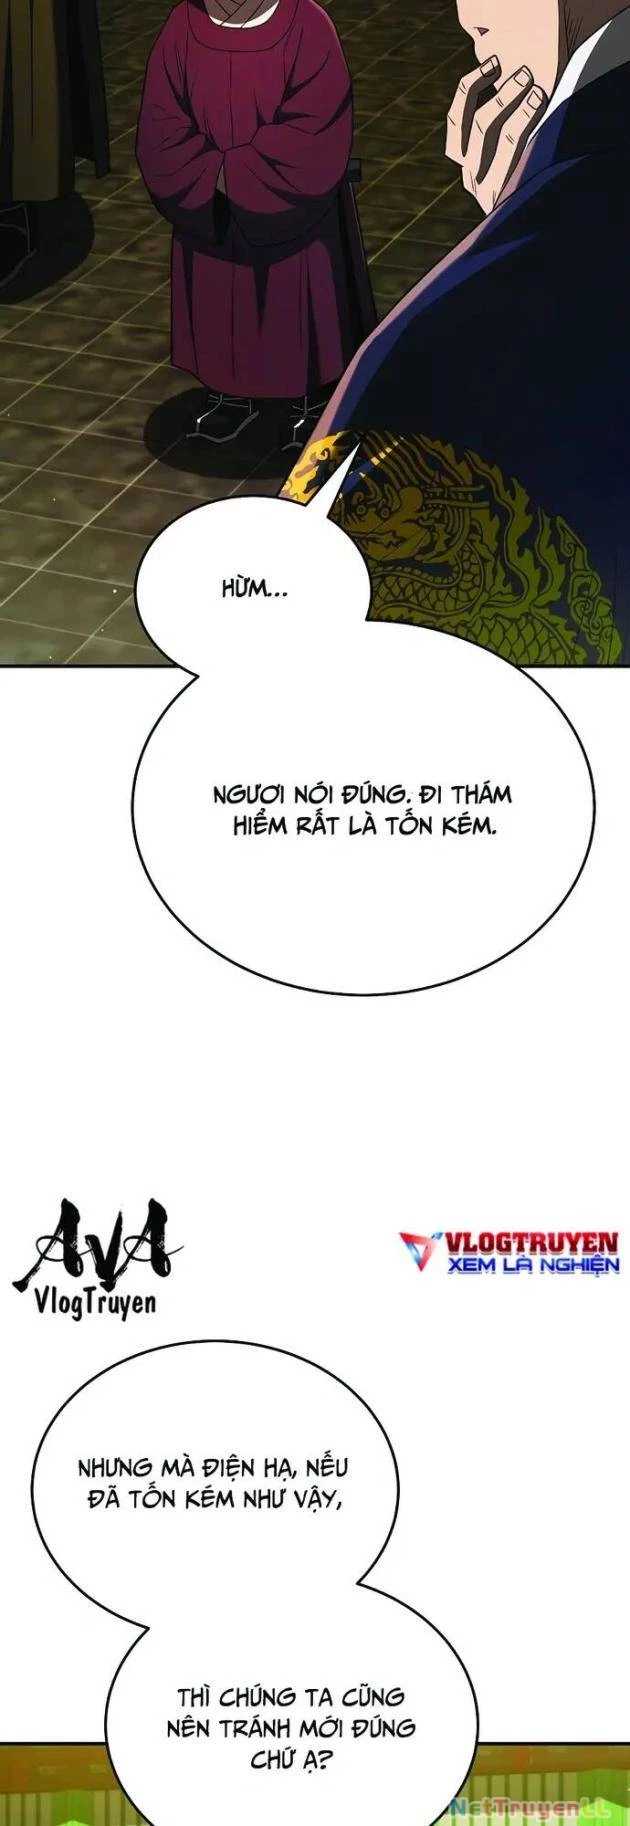 HỪM...
NGƯƠI NÓI ĐÚNG. ĐI THÁM
HIỂM RẤT LÀ TỐN KÉM.
AVA
VlogTruyen
VLOGTRUYEN
XEM LÀ NGHIỆN
NHƯNG MÀ ĐIỆN HẠ, NẾU
ĐÃ TỐN KÉM NHƯ VẬY,
THÌ CHÚNG TA CŨNG
NÊN TRÁNH MỚI ĐÚNG
CHỨ Ạ?
NetTruyenLL